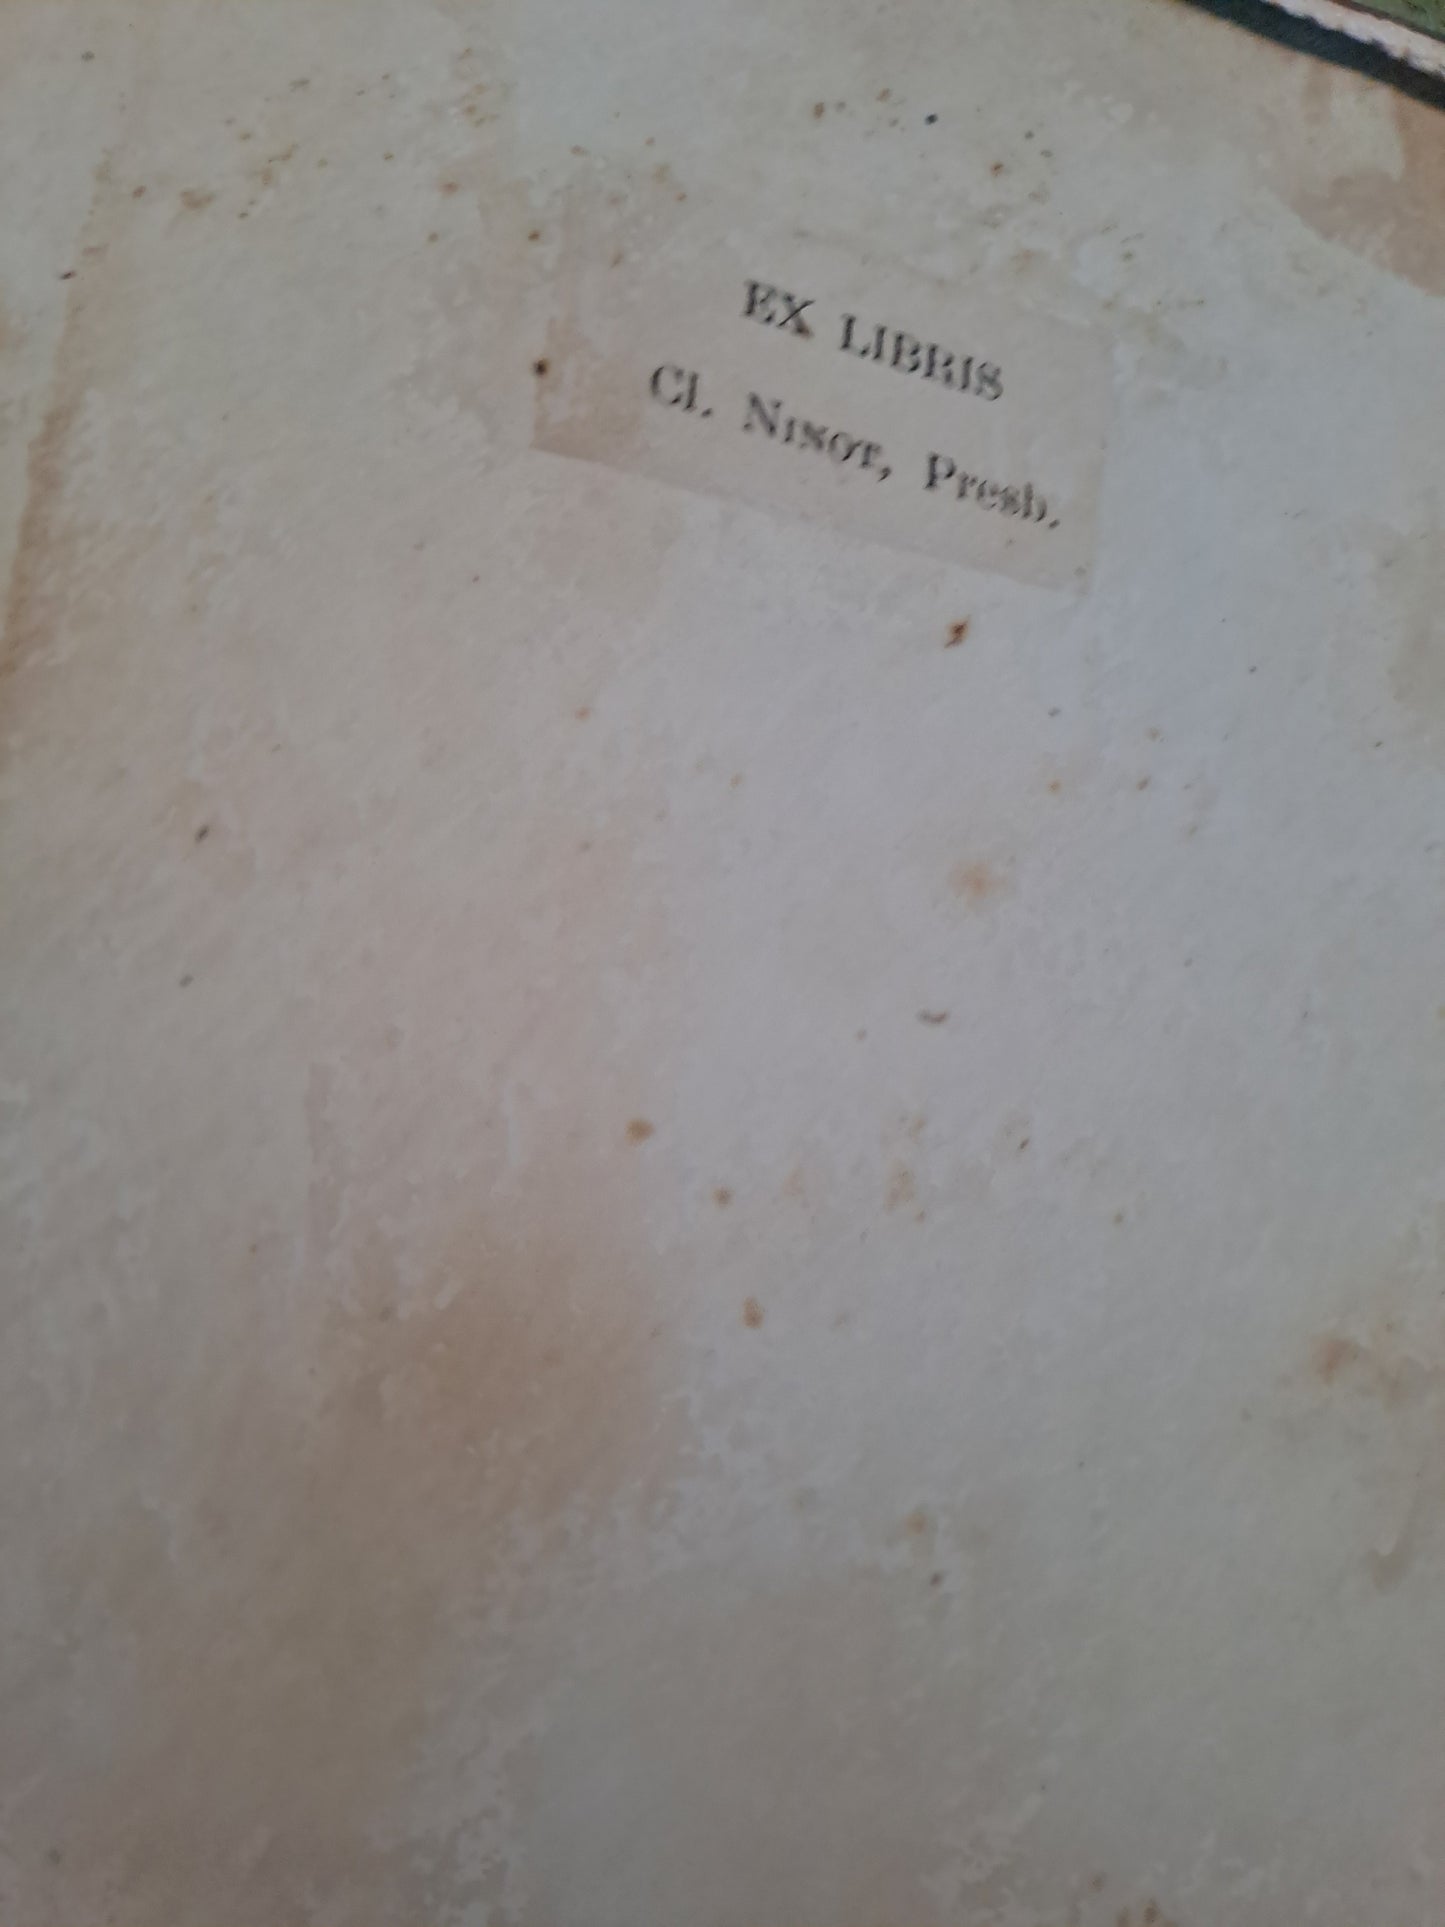 EX LIBRIS
Cl. Nisot, Presb.